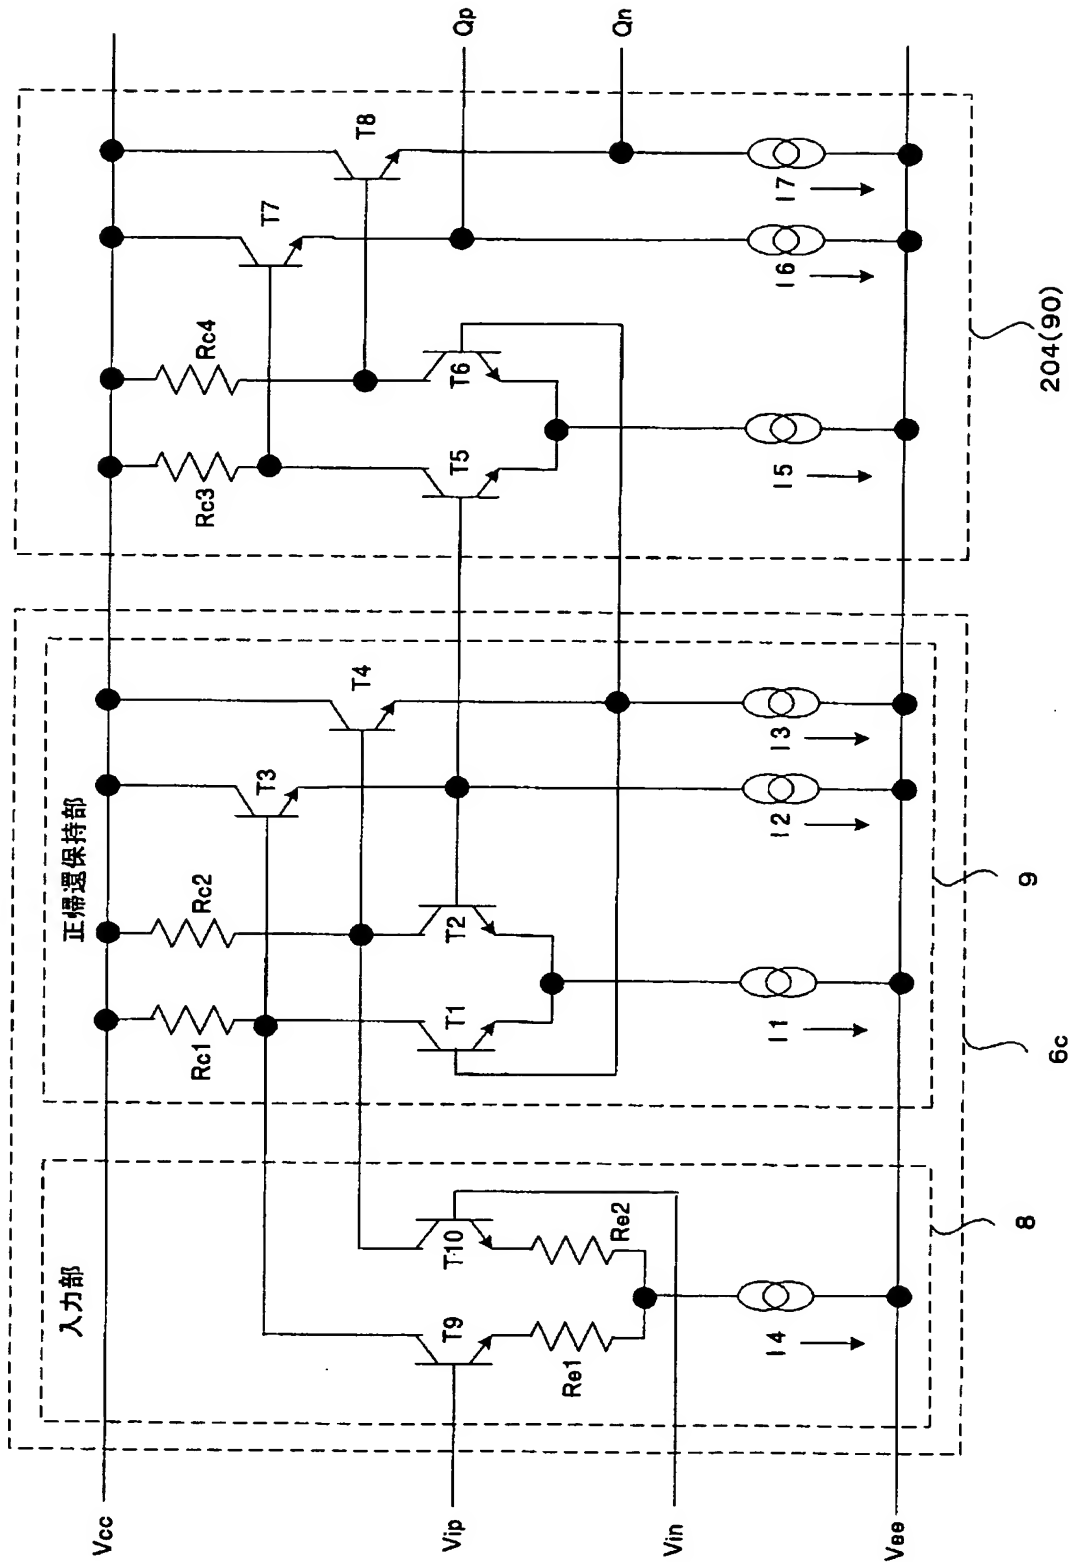 Vcc
Vip
Vin
Vee
入力部
T9
T10
Re1
Re2
I4
8
正帰還保持部
Rc1
Rc2
T1
T2
T3
T4
I1
I2
I3
9
6c
Rc3
Rc4
T5
T6
T7
T8
I5
I6
I7
Qp
Qn
204(90)